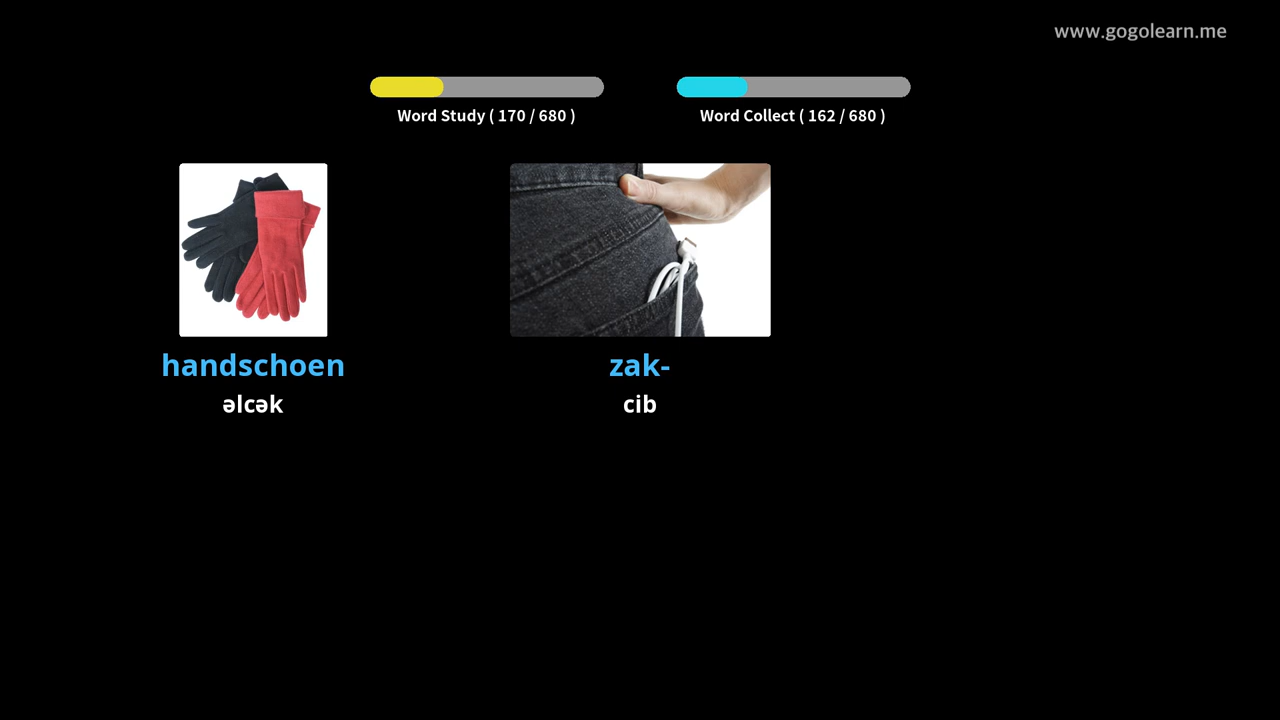 www.gogolearn.me
Word Study ( 170 / 680 )
Word Collect ( 162 / 680 )
handschoen
əlcək
zak-
cib